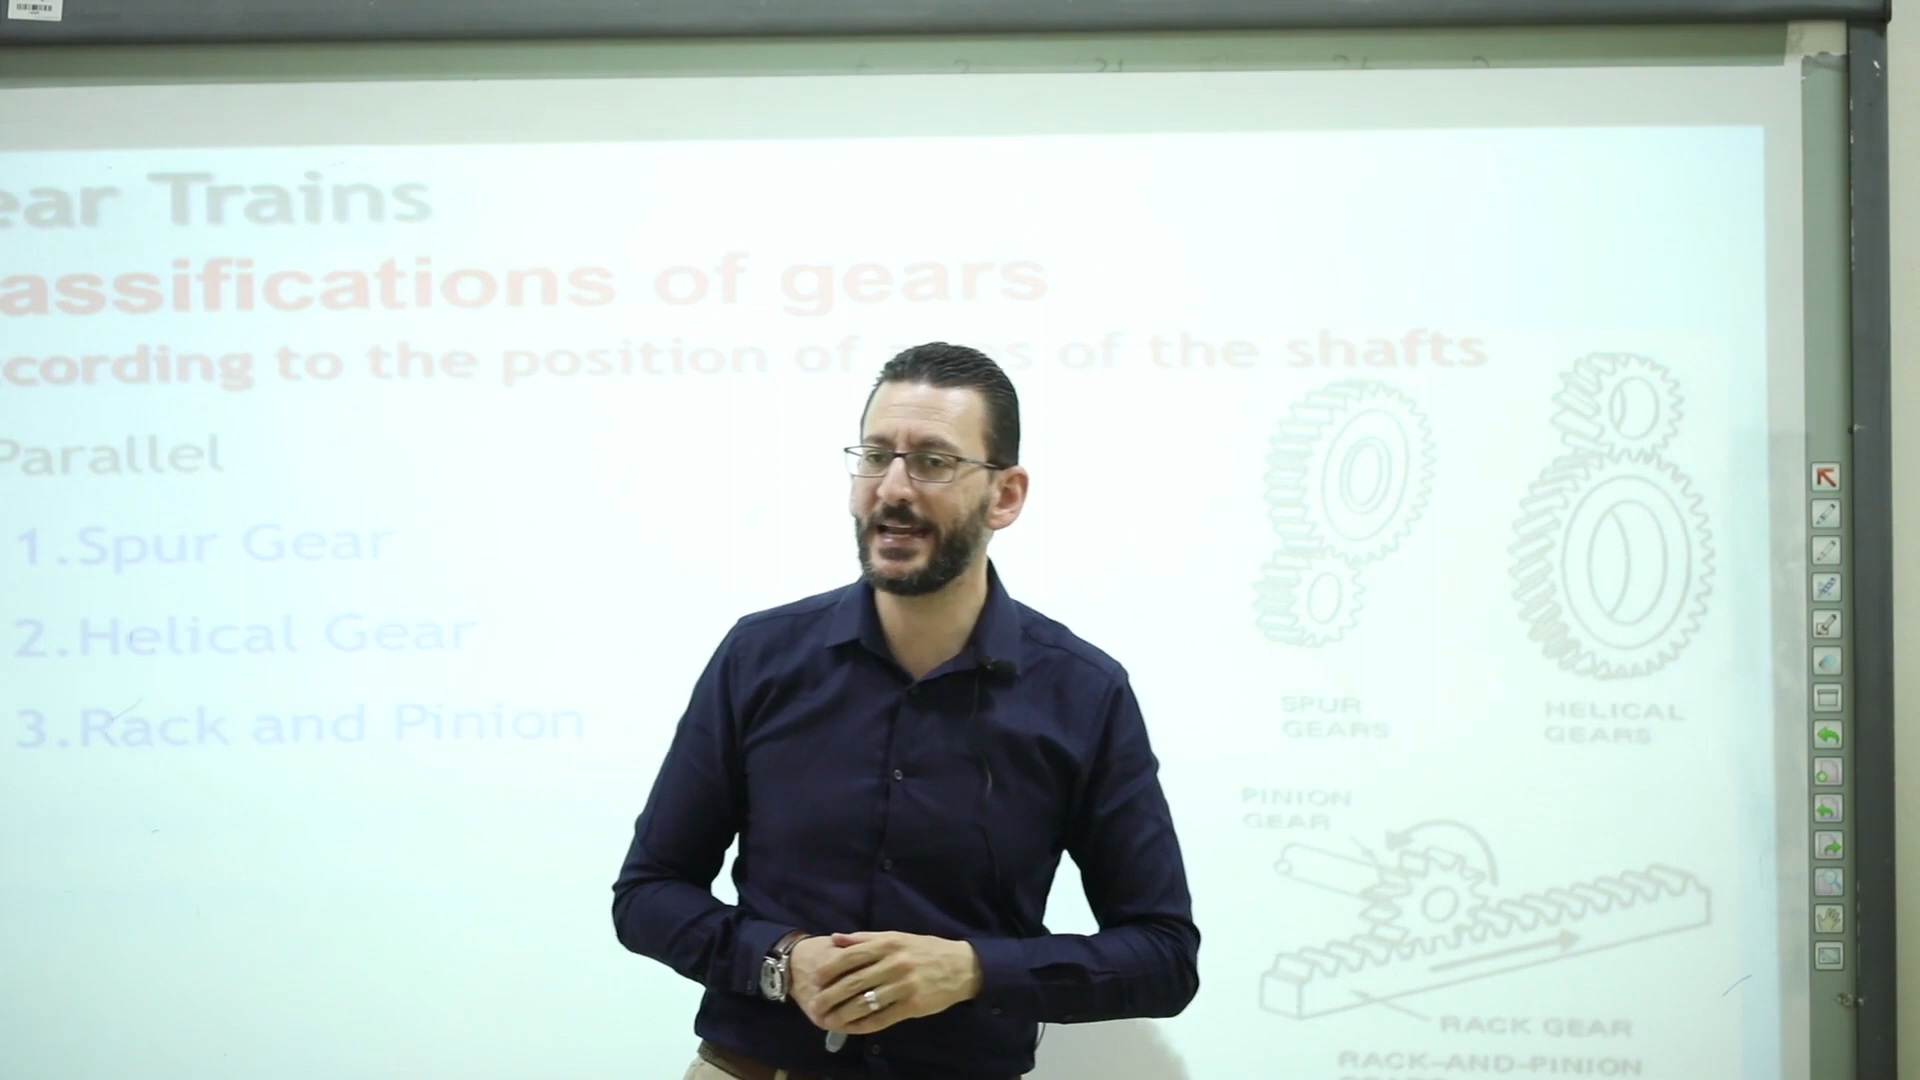 ear Trains
assifications of gears
cording to the position of of the shafts
Parallel
1.Spur Gear
2.Helical Gear
3.Rack and Pinion
SPUR
GEARS
HELICAL
GEARS
PINION
GEAR
RACK GEAR
RACK-AND-PINION